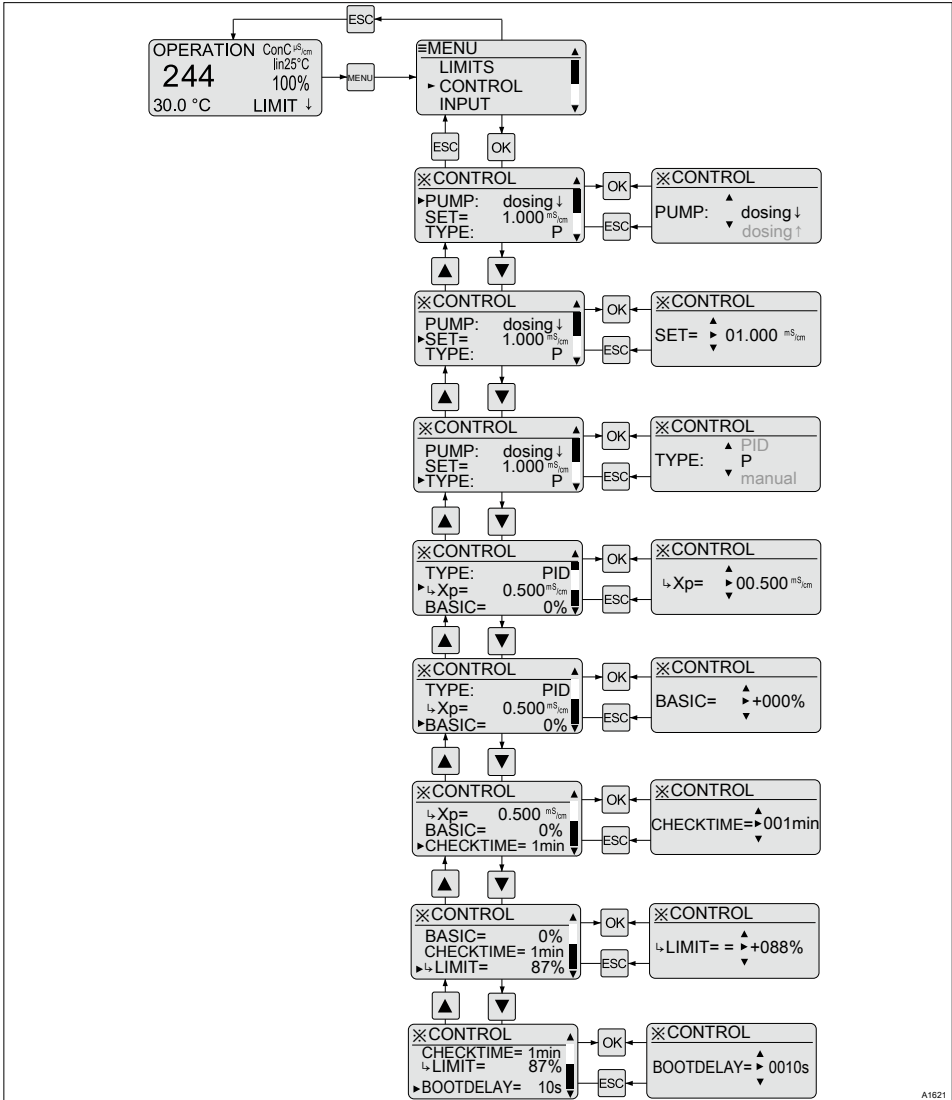 ESC
OPERATION ConC µS/cm
lin25°C
244 100%
30.0 °C LIMIT ↓
MENU
≡MENU ▲
LIMITS
► CONTROL
INPUT ▼
ESC OK
※CONTROL ▲
►PUMP: dosing↓
SET= 1.000 mS/cm
TYPE: P ▼
OK
ESC
※CONTROL
▲
PUMP: ▼ dosing↓
dosing↑
▲ ▼
※CONTROL ▲
PUMP: dosing↓
►SET= 1.000 mS/cm
TYPE: P ▼
OK
ESC
※CONTROL
▲
SET= ► 01.000 mS/cm
▼
▲ ▼
※CONTROL ▲
PUMP: dosing↓
SET= 1.000 mS/cm
►TYPE: P ▼
OK
ESC
※CONTROL
▲ PID
TYPE: P
▼ manual
▲ ▼
※CONTROL ▲
TYPE: PID
►↳Xp= 0.500 mS/cm
BASIC= 0% ▼
OK
ESC
※CONTROL
▲
↳Xp= ►00.500 mS/cm
▼
▲ ▼
※CONTROL ▲
TYPE: PID
↳Xp= 0.500 mS/cm
►BASIC= 0% ▼
OK
ESC
※CONTROL
▲
BASIC= ►+000%
▼
▲ ▼
※CONTROL ▲
↳Xp= 0.500 mS/cm
BASIC= 0%
►CHECKTIME= 1min ▼
OK
ESC
※CONTROL
▲
CHECKTIME=►001min
▼
▲ ▼
※CONTROL ▲
BASIC= 0%
CHECKTIME= 1min
►↳LIMIT= 87% ▼
OK
ESC
※CONTROL
▲
↳LIMIT= = ►+088%
▼
▲ ▼
※CONTROL ▲
CHECKTIME= 1min
↳LIMIT= 87%
►BOOTDELAY= 10s ▼
OK
ESC
※CONTROL
▲
BOOTDELAY= ► 0010s
▼
A1621